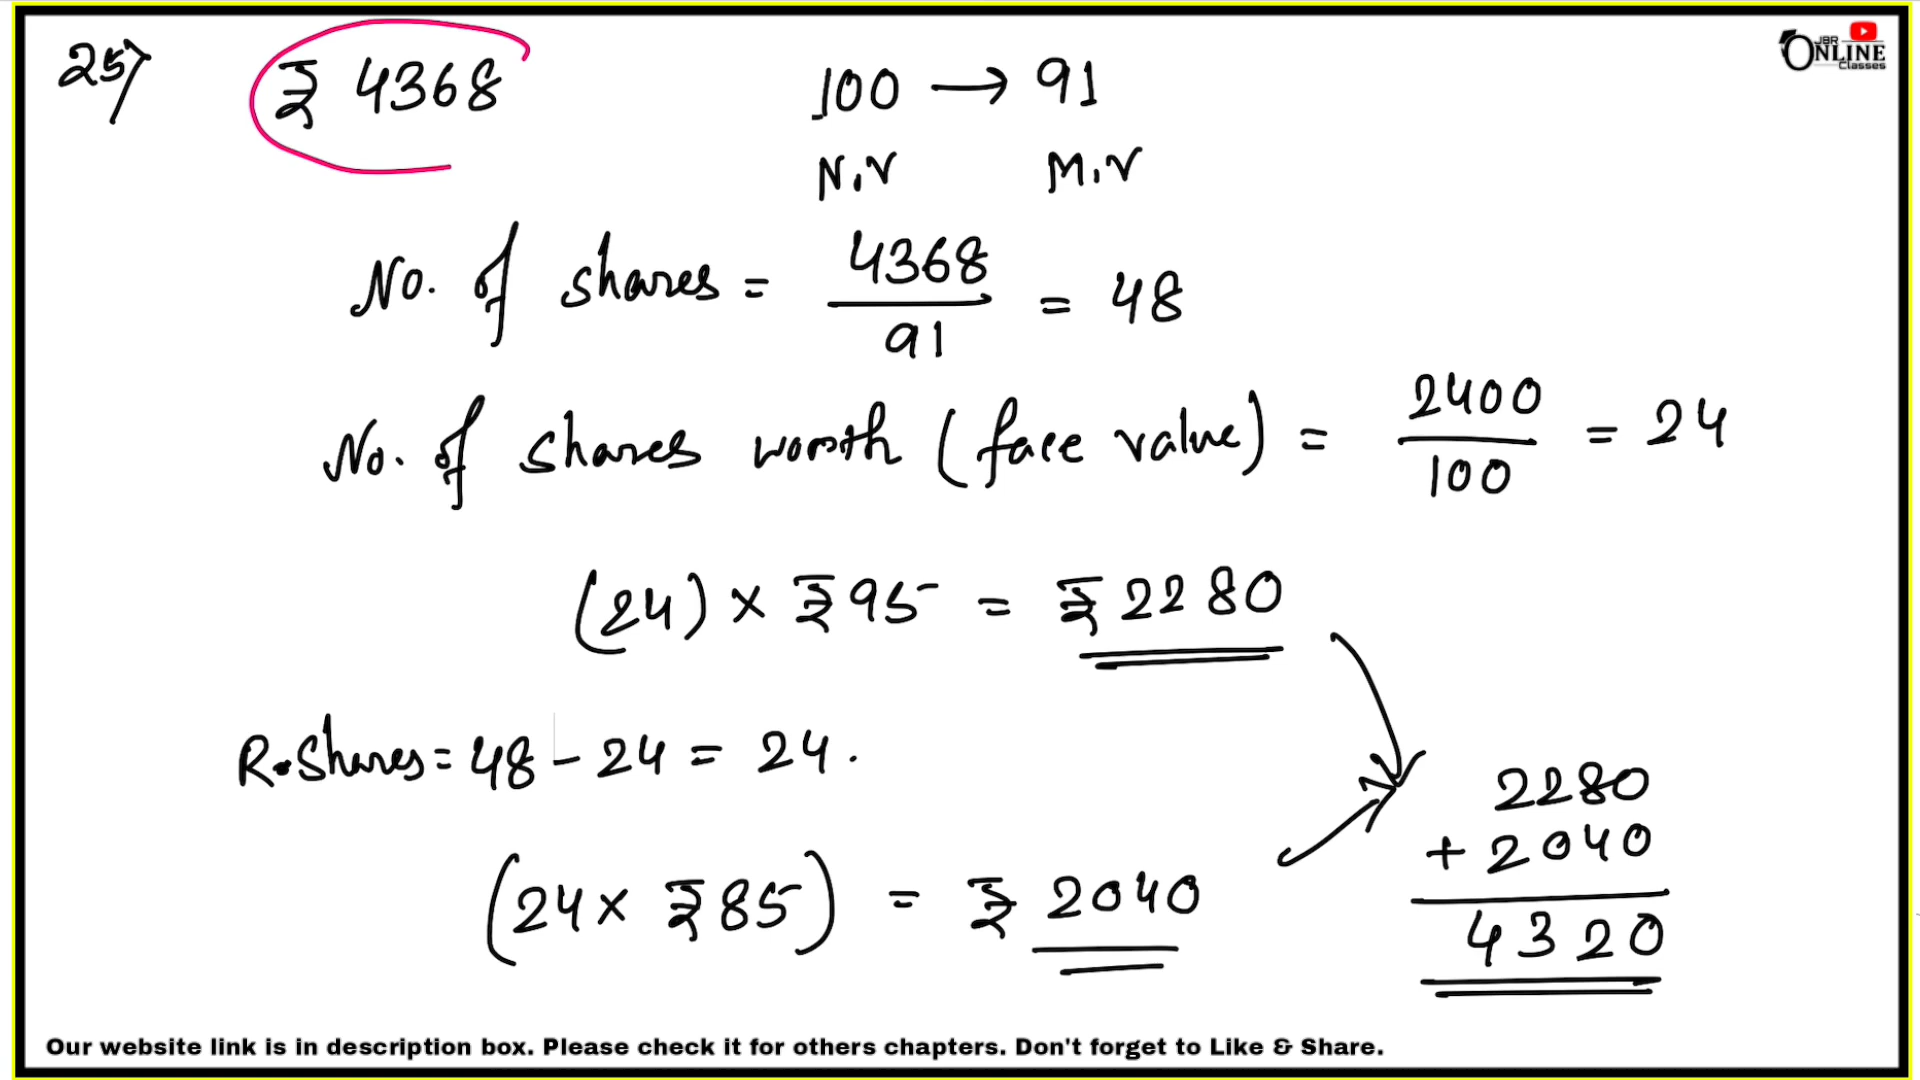 25) ₹ 4368 100 → 91
JBR ONLINE Classes
N.V M.V
No. of shares = 4368/91 = 48
No. of shares worth (face value) = 2400/100 = 24
(24) × ₹95 = ₹2280
R.Shares = 48 - 24 = 24.
(24 × ₹85) = ₹ 2040
2280
+ 2040
4320
Our website link is in description box. Please check it for others chapters. Don't forget to Like & Share.